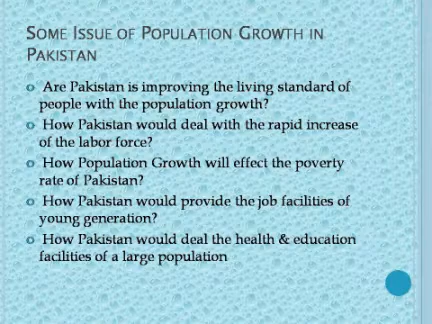 SOME ISSUE OF POPULATION GROWTH IN
PAKISTAN
Are Pakistan is improving the living standard of
people with the population growth?
How Pakistan would deal with the rapid increase
of the labor force?
How Population Growth will effect the poverty
rate of Pakistan?
How Pakistan would provide the job facilities of
young generation?
How Pakistan would deal the health & education
facilities of a large population